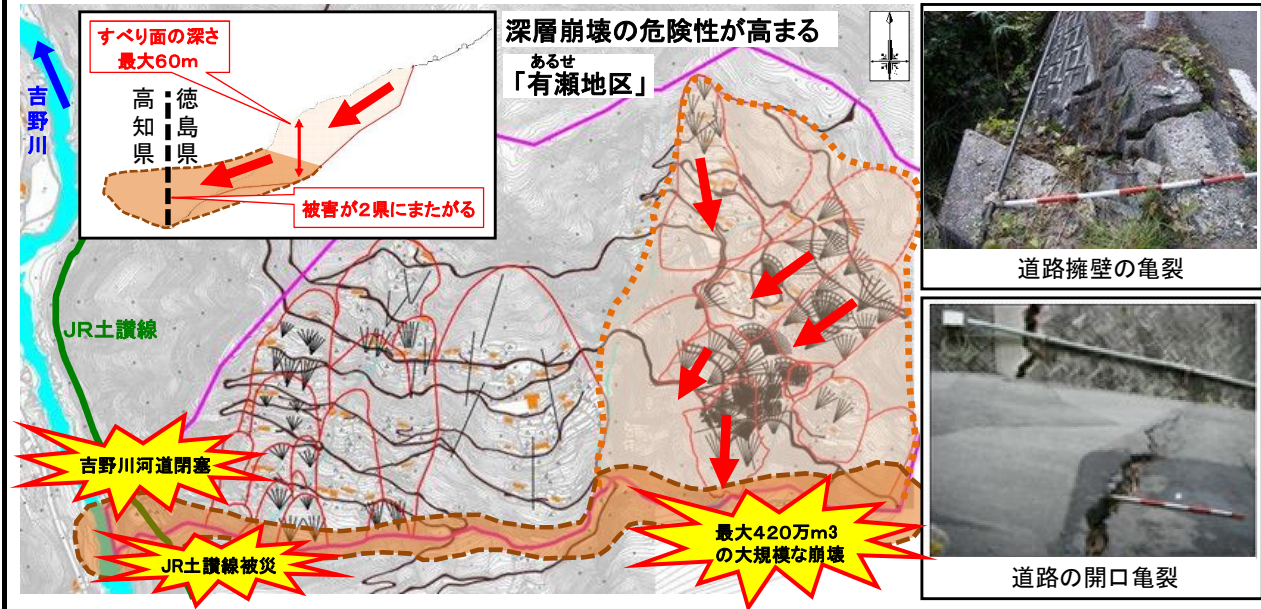 深層崩壊の危険性が高まる
あるせ
「有瀬地区」
すべり面の深さ
最大60m
高知県
徳島県
被害が2県にまたがる
吉野川
JR土讃線
吉野川河道閉塞
JR土讃線被災
最大420万m3
の大規模な崩壊
道路擁壁の亀裂
道路の開口亀裂